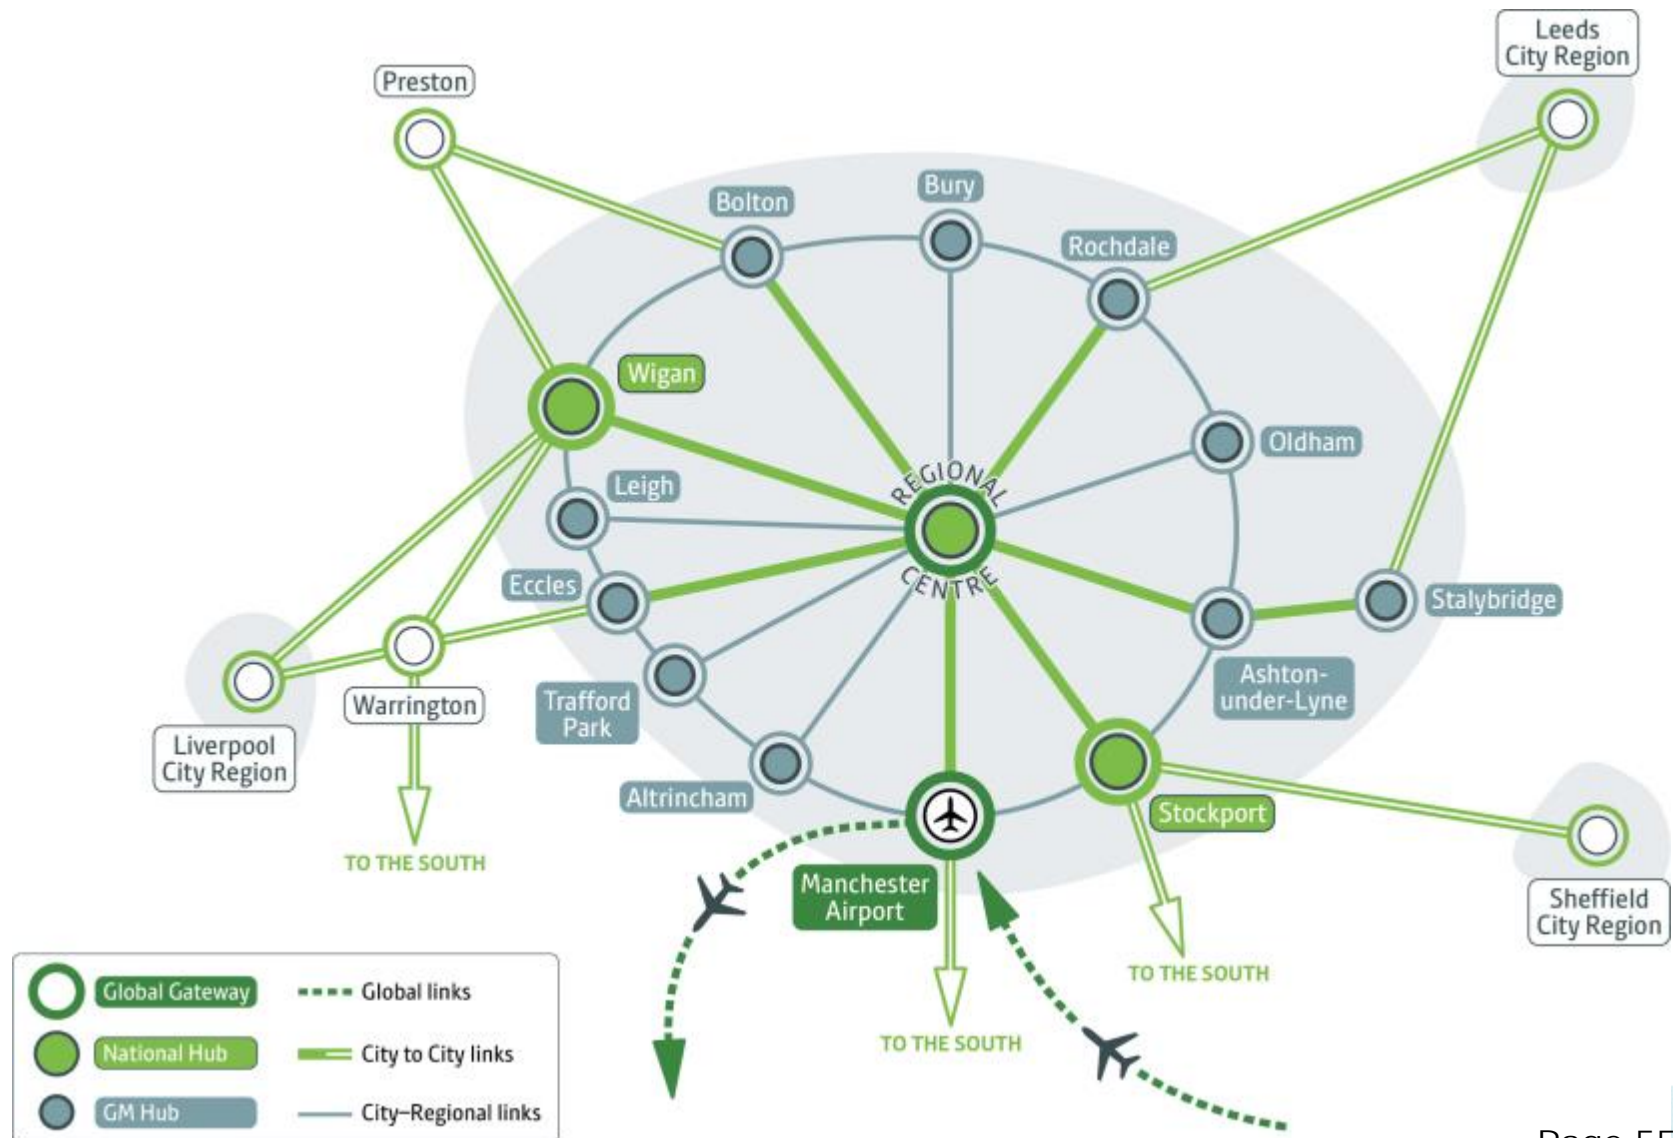 Leeds
City Region
Preston
Bury
Bolton
Rochdale
Wigan
Oldham
Leigh
REGIONAL
CENTRE
Eccles
Stalybridge
Ashton-
under-Lyne
Trafford
Park
Warrington
Liverpool
City Region
Altrincham
Stockport
TO THE SOUTH
Manchester
Airport
Sheffield
City Region
TO THE SOUTH
TO THE SOUTH
Global Gateway
Global links
National Hub
City to City links
GM Hub
City–Regional links
Page 55